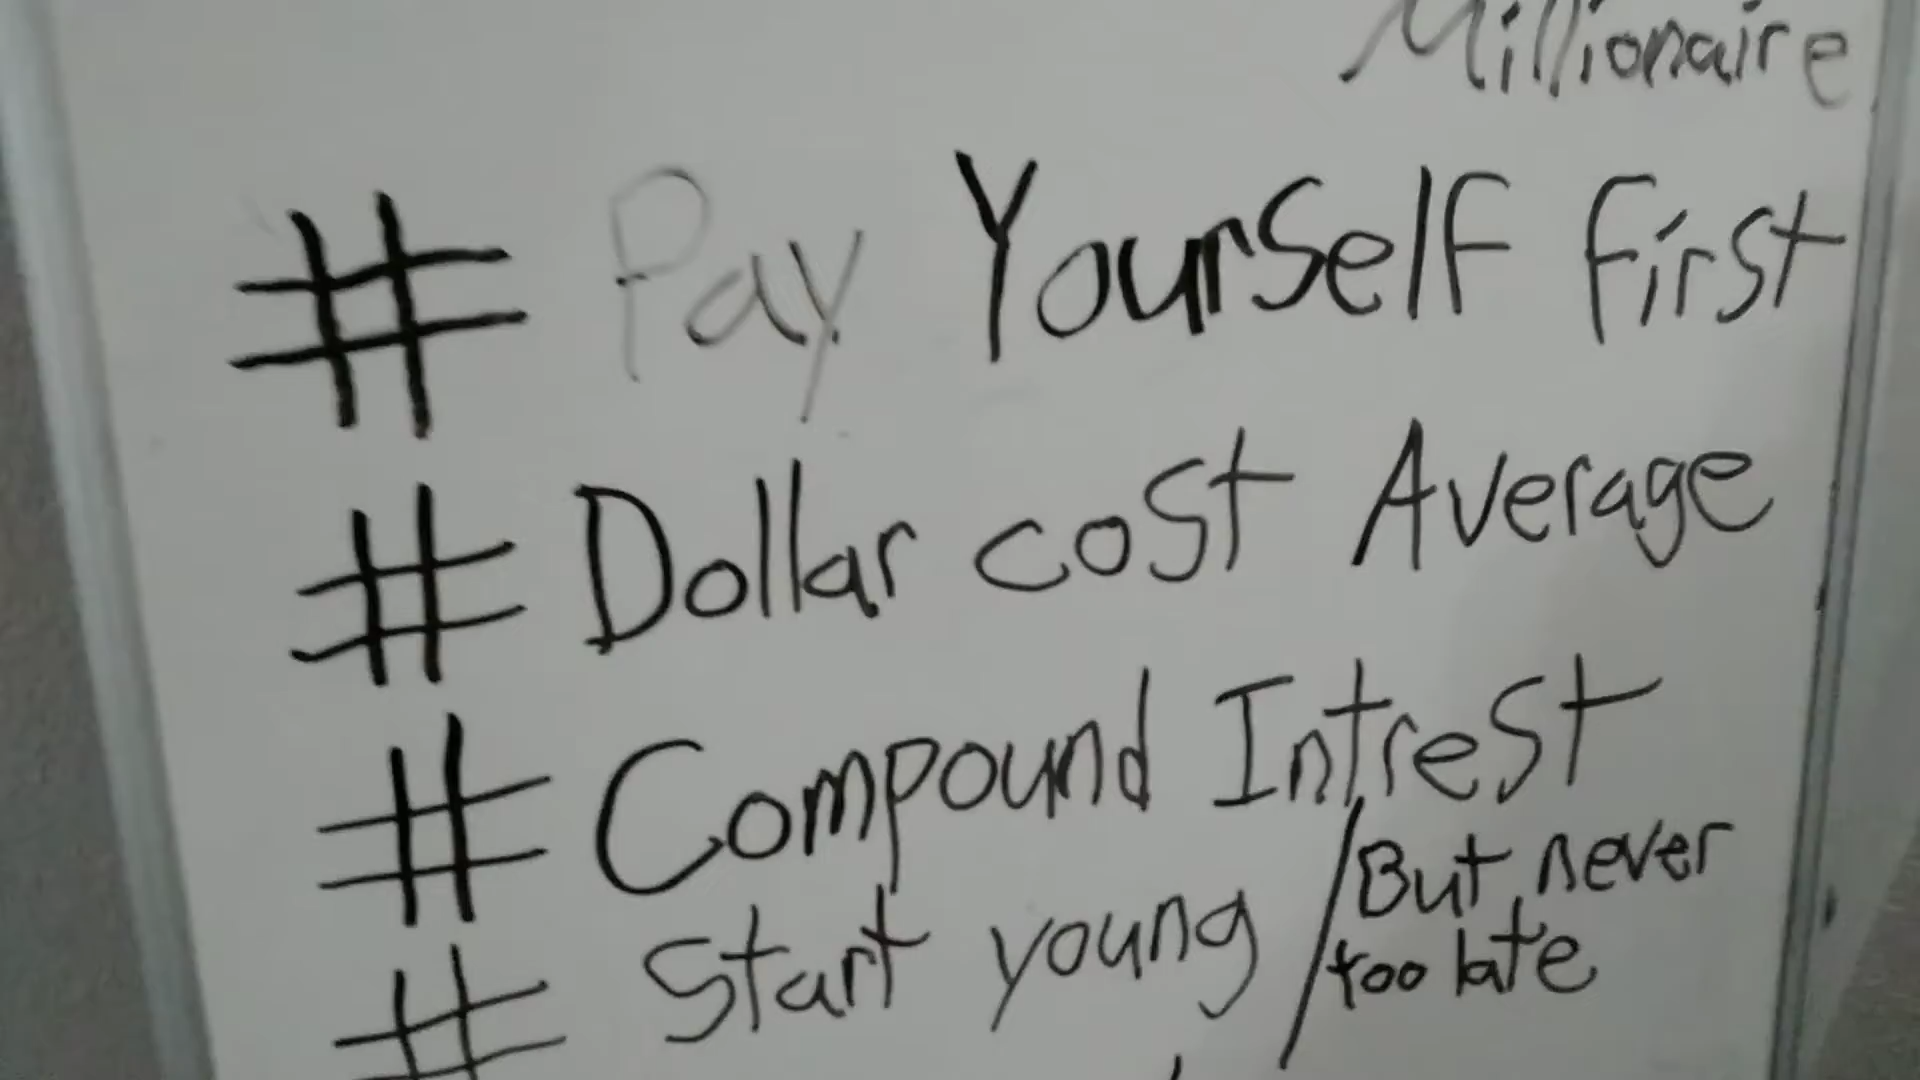 Millionaire
# Pay Yourself First
# Dollar cost Average
# Compound Intrest
# Start young / But never
too late